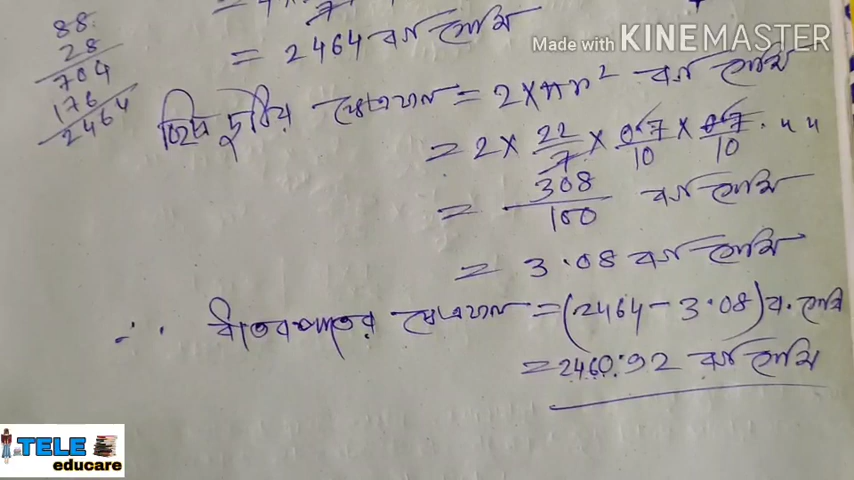 88
28
704
176
2464
= 2464 বর্গ সেমি
Made with KINEMASTER
ছিদ্র দুটির ক্ষেত্রফল = 2×πr² বর্গ সেমি
= 2 × 22/7 × 0.7/10 × 0.7/10 · "
= 308/100 বর্গ সেমি
= 3.08 বর্গ সেমি
∴ ক্ষেত্রফল = (2464 - 3.08) ব. সেমি
= 2460.92 বর্গ সেমি
TELE
educare